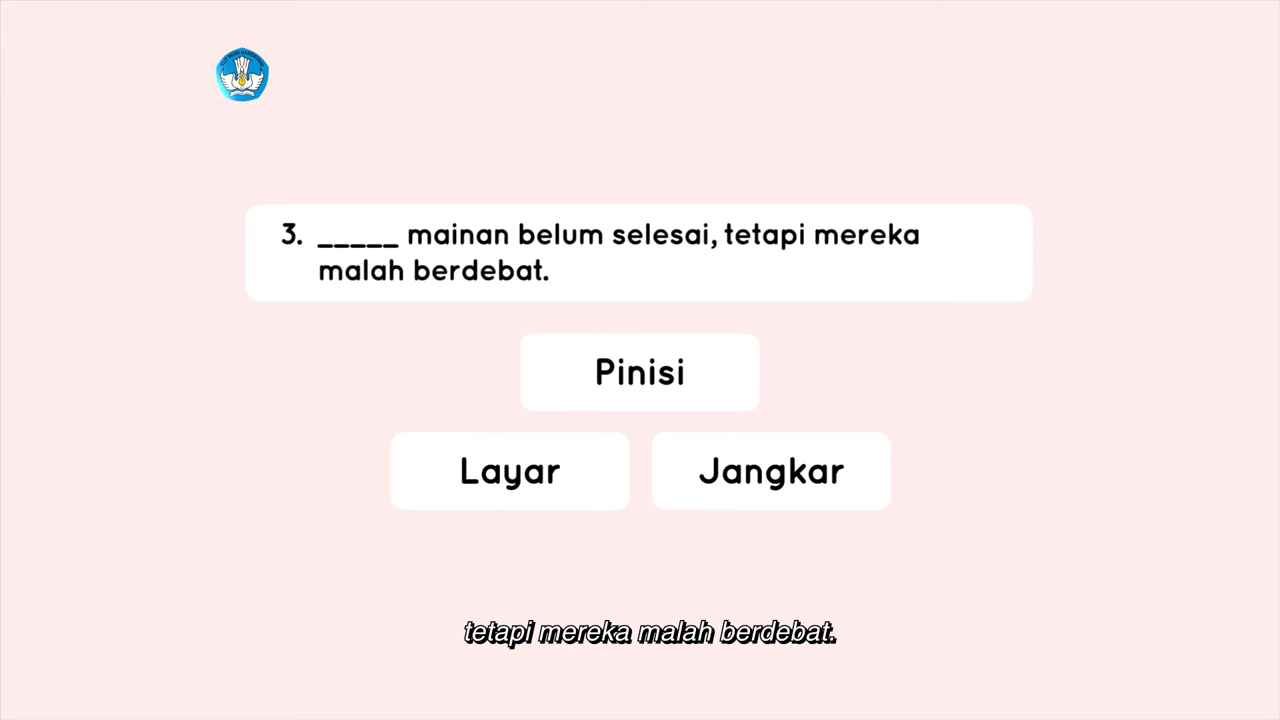 3. _____ mainan belum selesai, tetapi mereka
malah berdebat.
Pinisi
Layar
Jangkar
tetapi mereka malah berdebat.